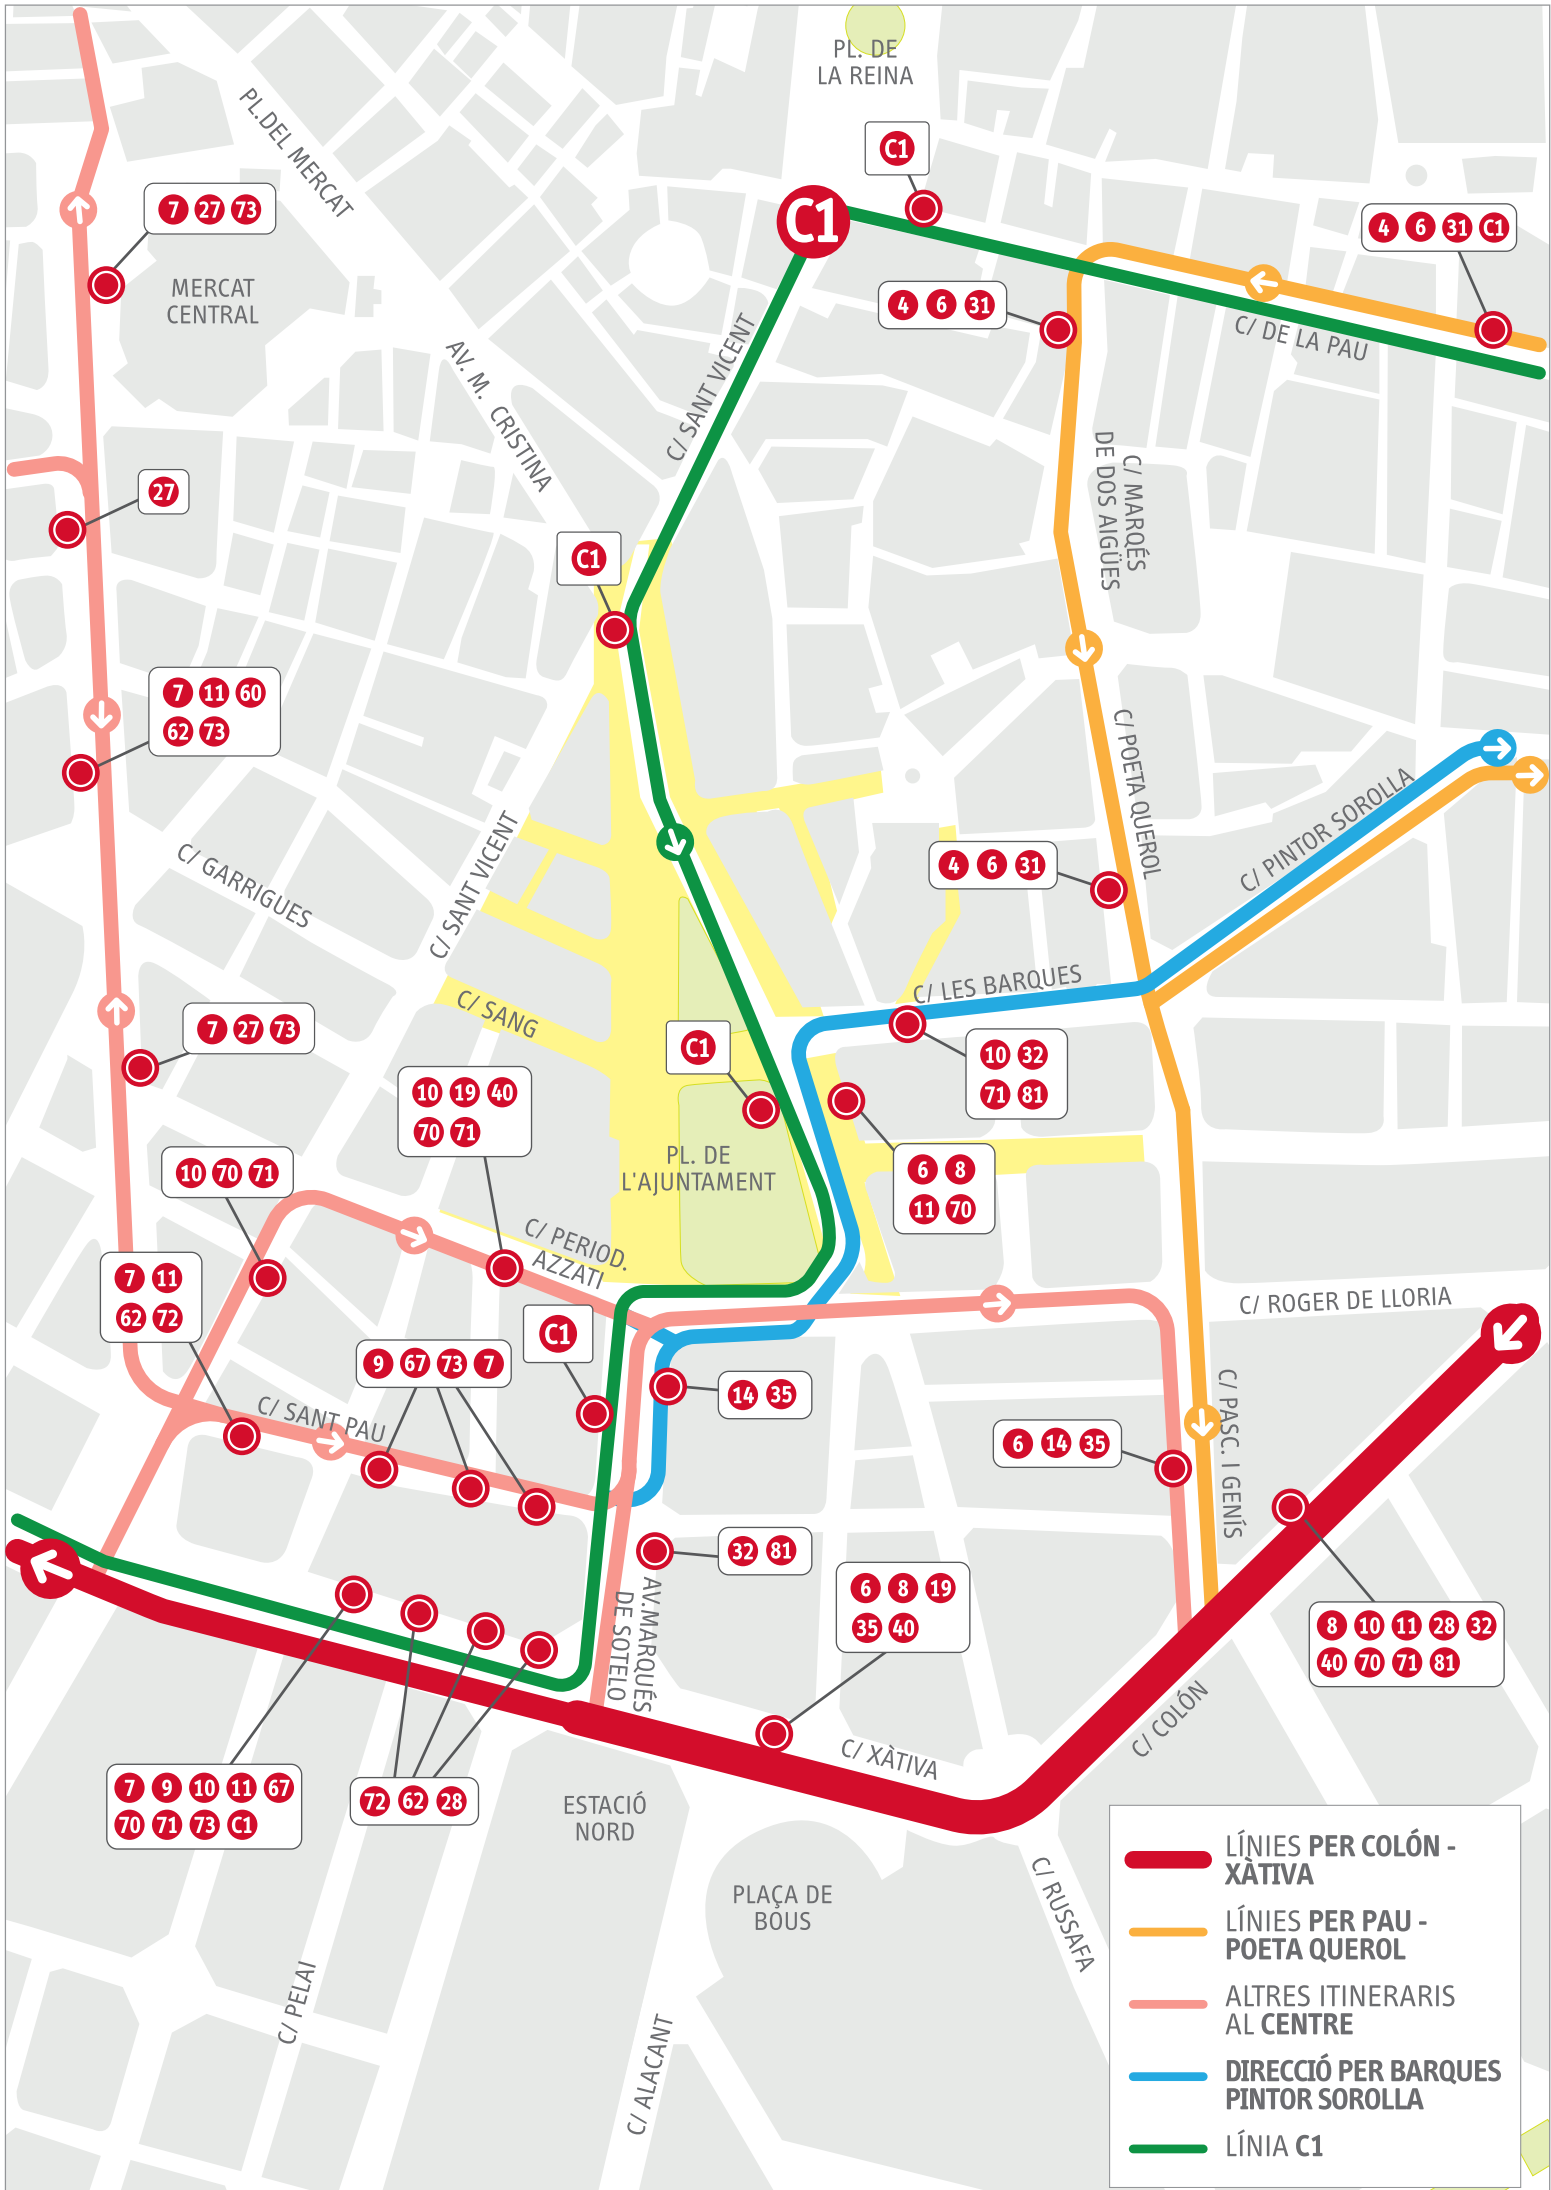 PL. DE
LA REINA
PL.DEL MERCAT
C1
C1
7 27 73
4 6 31 C1
MERCAT
CENTRAL
4 6 31
C/ DE LA PAU
C/ SANT VICENT
AV. M. CRISTINA
C/ MARQÉS
DE DOS AIGÜES
27
C1
7 11 60
62 73
C/ POETA QUEROL
C/ PINTOR SOROLLA
C/ GARRIGUES
C/ SANT VICENT
4 6 31
C/ LES BARQUES
C/ SANG
7 27 73
C1
10 32
71 81
10 19 40
70 71
PL. DE
L'AJUNTAMENT
6 8
11 70
10 70 71
C/ PERIOD.
AZZATI
7 11
62 72
C/ ROGER DE LLORIA
C1
9 67 73 7
14 35
C/ SANT PAU
6 14 35
C/ PASC. I GENÍS
32 81
AV.MARQUÉS
DE SOTELO
6 8 19
35 40
8 10 11 28 32
40 70 71 81
C/ COLÓN
C/ XÀTIVA
7 9 10 11 67
70 71 73 C1
72 62 28
ESTACIÓ
NORD
PLAÇA DE
BOUS
C/ RUSSAFA
C/ PELAI
C/ ALACANT
LÍNIES PER COLÓN -
XÀTIVA
LÍNIES PER PAU -
POETA QUEROL
ALTRES ITINERARIS
AL CENTRE
DIRECCIÓ PER BARQUES
PINTOR SOROLLA
LÍNIA C1